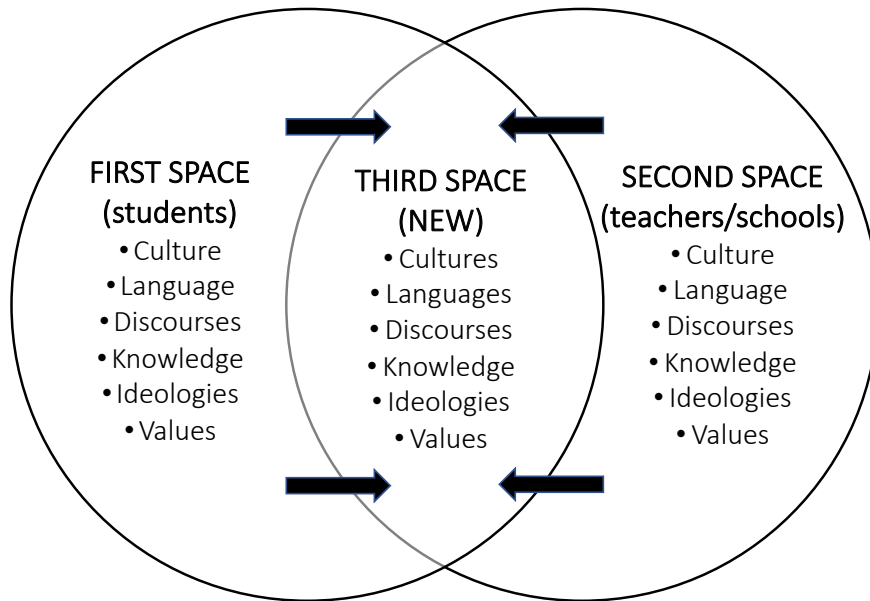 FIRST SPACE
(students)
• Culture
• Language
• Discourses
• Knowledge
• Ideologies
• Values
THIRD SPACE
(NEW)
• Cultures
• Languages
• Discourses
• Knowledge
• Ideologies
• Values
SECOND SPACE
(teachers/schools)
• Culture
• Language
• Discourses
• Knowledge
• Ideologies
• Values